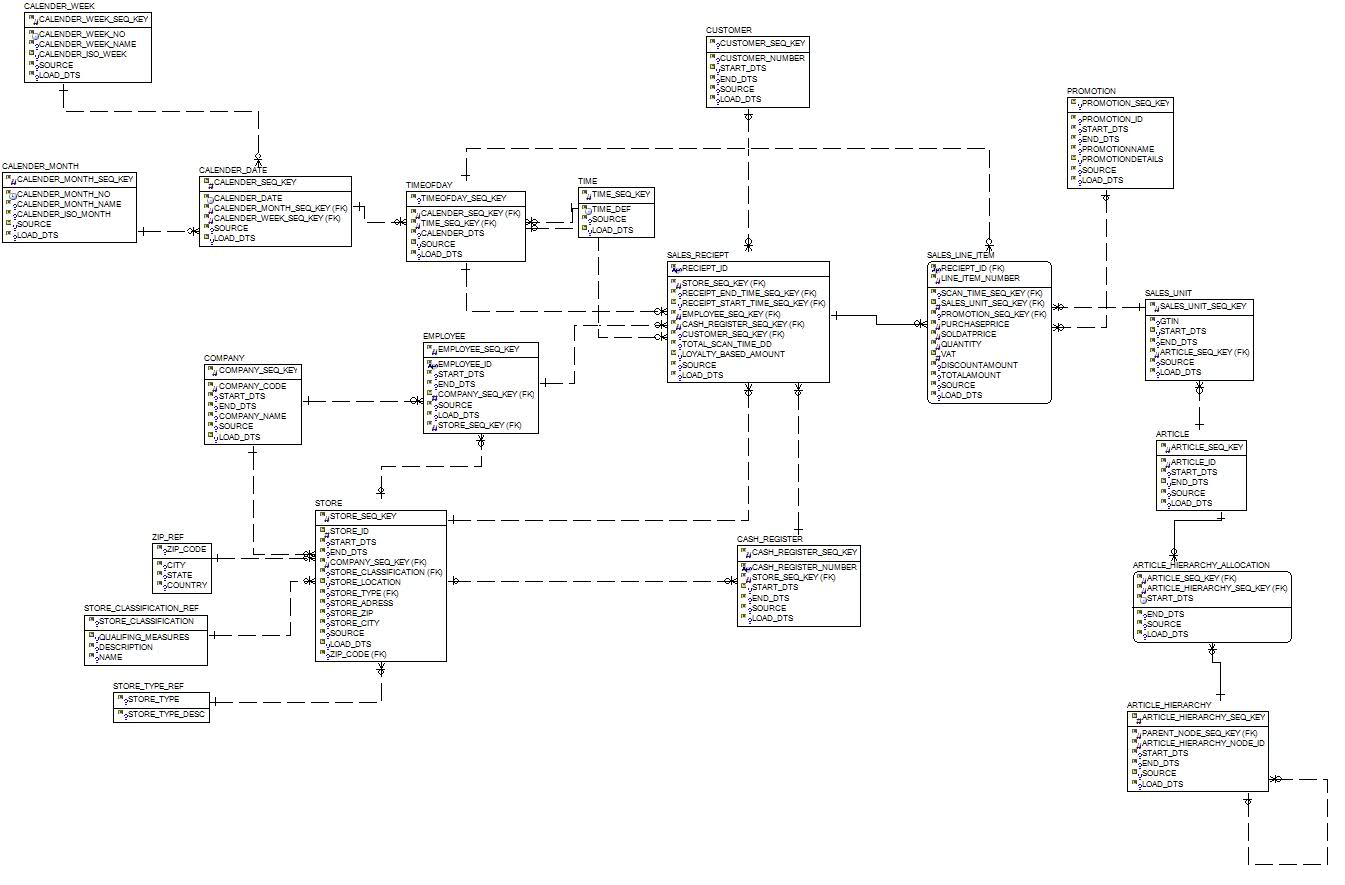 CALENDER_WEEK
CALENDER_WEEK_SEQ_KEY
CALENDER_WEEK_NO
CALENDER_WEEK_NAME
CALENDER_ISO_WEEK
SOURCE
LOAD_DTS
CUSTOMER
CUSTOMER_SEQ_KEY
CUSTOMER_NUMBER
START_DTS
END_DTS
SOURCE
LOAD_DTS
PROMOTION
PROMOTION_SEQ_KEY
PROMOTION_ID
START_DTS
END_DTS
PROMOTIONNAME
PROMOTIONDETAILS
SOURCE
LOAD_DTS
CALENDER_MONTH
CALENDER_MONTH_SEQ_KEY
CALENDER_MONTH_NO
CALENDER_MONTH_NAME
CALENDER_ISO_MONTH
SOURCE
LOAD_DTS
CALENDER_DATE
CALENDER_SEQ_KEY
CALENDER_DATE
CALENDER_MONTH_SEQ_KEY (FK)
CALENDER_WEEK_SEQ_KEY (FK)
SOURCE
LOAD_DTS
TIMEOFDAY
TIMEOFDAY_SEQ_KEY
CALENDER_SEQ_KEY (FK)
TIME_SEQ_KEY (FK)
CALENDER_DTS
SOURCE
LOAD_DTS
TIME
TIME_SEQ_KEY
TIME_DEF
SOURCE
LOAD_DTS
SALES_RECIEPT
RECIEPT_ID
STORE_SEQ_KEY (FK)
RECEIPT_END_TIME_SEQ_KEY (FK)
RECEIPT_START_TIME_SEQ_KEY (FK)
EMPLOYEE_SEQ_KEY (FK)
CASH_REGISTER_SEQ_KEY (FK)
CUSTOMER_SEQ_KEY (FK)
TOTAL_SCAN_TIME_DD
LOYALTY_BASED_AMOUNT
SOURCE
LOAD_DTS
SALES_LINE_ITEM
RECIEPT_ID (FK)
LINE_ITEM_NUMBER
SCAN_TIME_SEQ_KEY (FK)
SALES_UNIT_SEQ_KEY (FK)
PROMOTION_SEQ_KEY (FK)
PURCHASEPRICE
SOLDATPRICE
QUANTITY
VAT
DISCOUNTAMOUNT
TOTALAMOUNT
SOURCE
LOAD_DTS
SALES_UNIT
SALES_UNIT_SEQ_KEY
GTIN
START_DTS
END_DTS
ARTICLE_SEQ_KEY (FK)
SOURCE
LOAD_DTS
COMPANY
COMPANY_SEQ_KEY
COMPANY_CODE
START_DTS
END_DTS
COMPANY_NAME
SOURCE
LOAD_DTS
EMPLOYEE
EMPLOYEE_SEQ_KEY
EMPLOYEE_ID
START_DTS
END_DTS
COMPANY_SEQ_KEY (FK)
SOURCE
LOAD_DTS
STORE_SEQ_KEY (FK)
ARTICLE
ARTICLE_SEQ_KEY
ARTICLE_ID
START_DTS
END_DTS
SOURCE
LOAD_DTS
STORE
STORE_SEQ_KEY
STORE_ID
START_DTS
END_DTS
COMPANY_SEQ_KEY (FK)
STORE_CLASSIFICATION (FK)
STORE_LOCATION
STORE_TYPE (FK)
STORE_ADRESS
STORE_ZIP
STORE_CITY
SOURCE
LOAD_DTS
ZIP_CODE (FK)
ZIP_REF
ZIP_CODE
CITY
STATE
COUNTRY
CASH_REGISTER
CASH_REGISTER_SEQ_KEY
CASH_REGISTER_NUMBER
STORE_SEQ_KEY (FK)
START_DTS
END_DTS
SOURCE
LOAD_DTS
ARTICLE_HIERARCHY_ALLOCATION
ARTICLE_SEQ_KEY (FK)
ARTICLE_HIERARCHY_SEQ_KEY (FK)
START_DTS
END_DTS
SOURCE
LOAD_DTS
STORE_CLASSIFICATION_REF
STORE_CLASSIFICATION
QUALIFING_MEASURES
DESCRIPTION
NAME
STORE_TYPE_REF
STORE_TYPE
STORE_TYPE_DESC
ARTICLE_HIERARCHY
ARTICLE_HIERARCHY_SEQ_KEY
PARENT_NODE_SEQ_KEY (FK)
ARTICLE_HIERARCHY_NODE_ID
START_DTS
END_DTS
SOURCE
LOAD_DTS